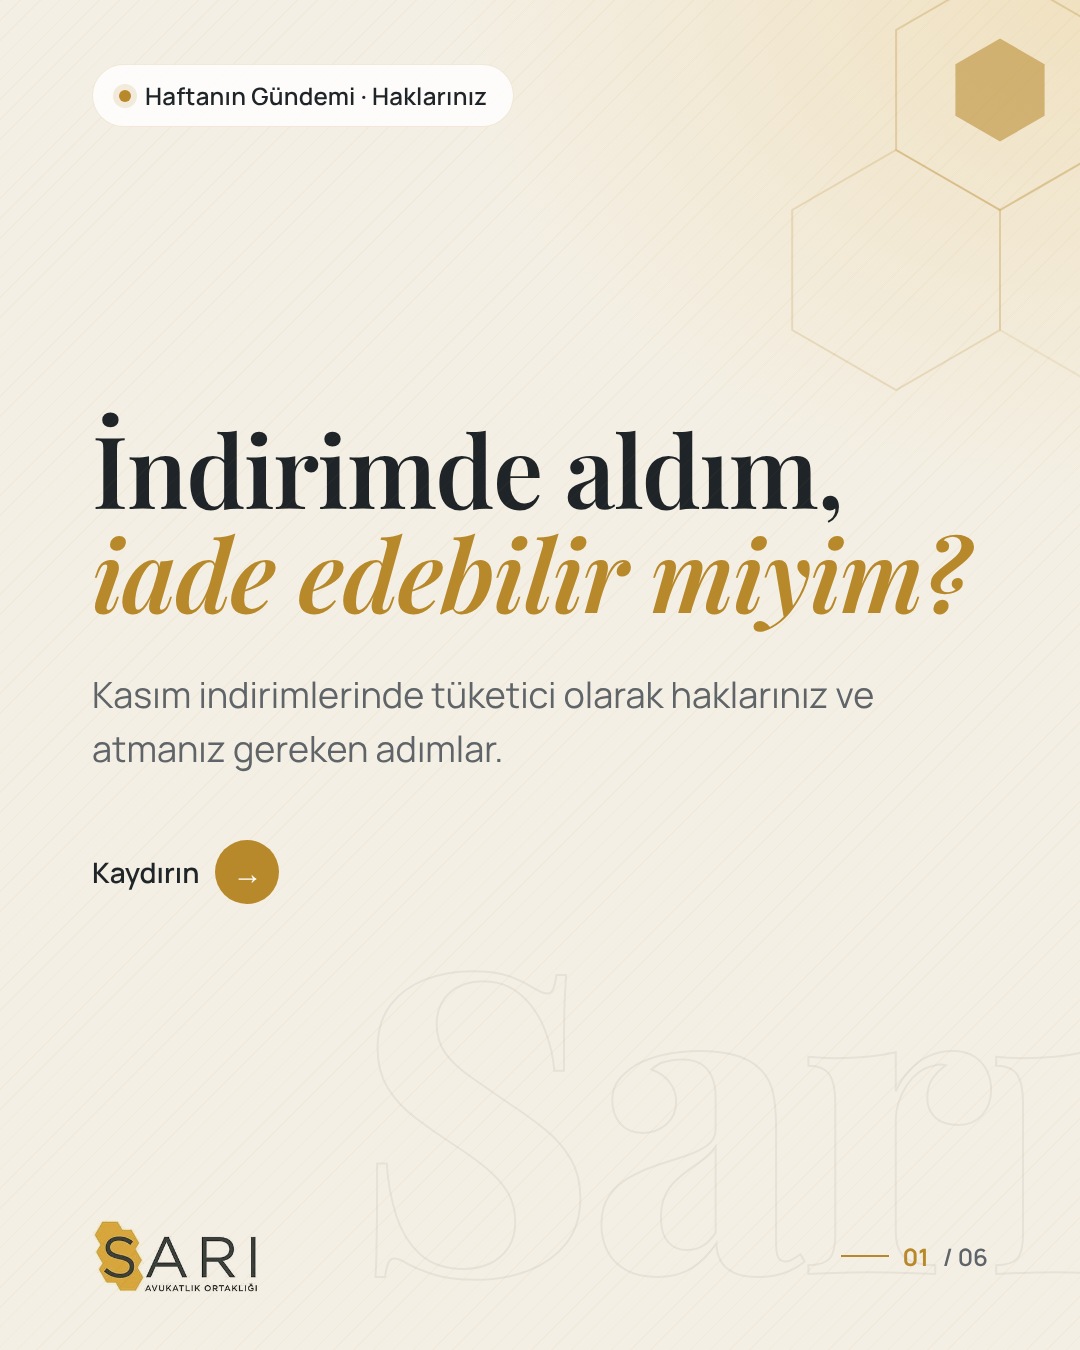 Haftanın Gündemi · Haklarınız
İndirimde aldım,
iade edebilir miyim?
Kasım indirimlerinde tüketici olarak haklarınız ve
atmanız gereken adımlar.
Kaydırın →
Sarı
SARI
AVUKATLIK ORTAKLIĞI
01 / 06